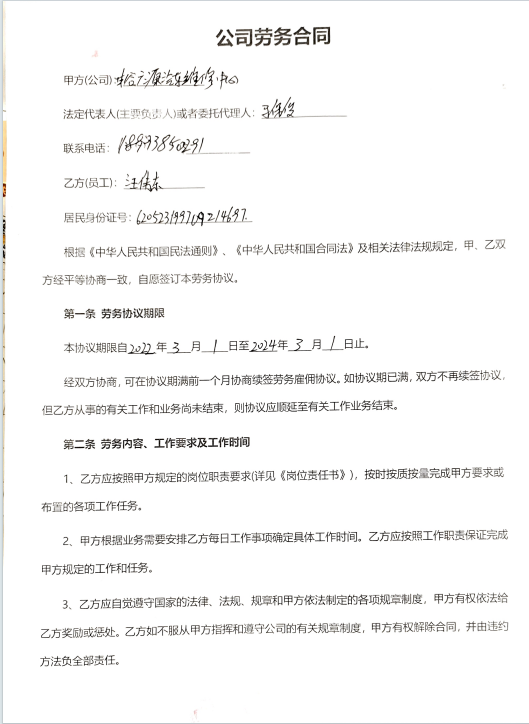 公司劳务合同
甲方(公司): 源汽车维修中心
法定代表人(主要负责人)或者委托代理人:
联系电话:
乙方(员工): 汪伟东
居民身份证号:
根据《中华人民共和国民法通则》、《中华人民共和国合同法》及相关法律法规规定，甲、乙双
方经平等协商一致，自愿签订本劳务协议。
第一条 劳务协议期限
本协议期限自2022年3月1日至2024年3月1日止。
经双方协商，可在协议期满前一个月协商续签劳务雇佣协议。如协议期已满，双方不再续签协议，
但乙方从事的有关工作和业务尚未结束，则协议应顺延至有关工作业务结束。
第二条 劳务内容、工作要求及工作时间
1、乙方应按照甲方规定的岗位职责要求(详见《岗位责任书》)，按时按质按量完成甲方要求或
布置的各项工作任务。
2、甲方根据业务需要安排乙方每日工作事项确定具体工作时间。乙方应按照工作职责保证完成
甲方规定的工作和任务。
3、乙方应自觉遵守国家的法律、法规、规章和甲方依法制定的各项规章制度，甲方有权依法给
乙方奖励或惩处。乙方如不服从甲方指挥和遵守公司的有关规章制度，甲方有权解除合同，并由违约
方法负全部责任。